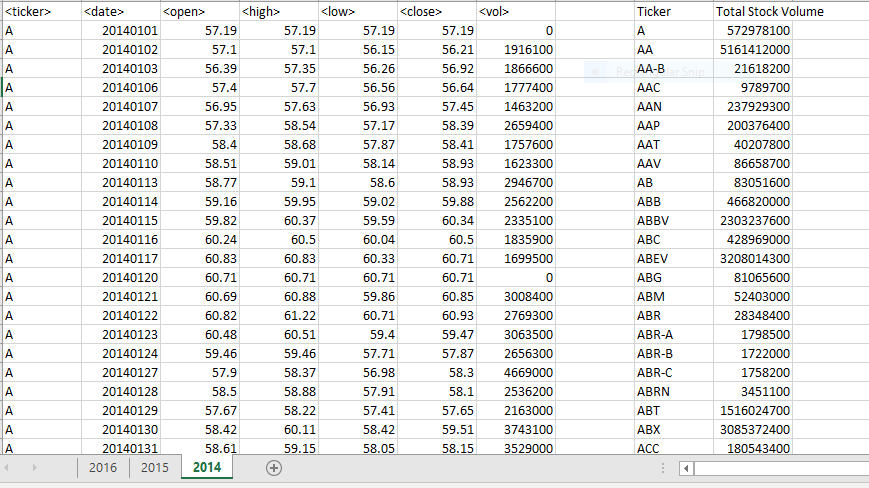 <ticker> <date> <open> <high> <low> <close> <vol> Ticker Total Stock Volume
A 20140101 57.19 57.19 57.19 57.19 0 A 572978100
A 20140102 57.1 57.1 56.15 56.21 1916100 AA 5161412000
A 20140103 56.39 57.35 56.26 56.92 1866600 AA-B 21618200
A 20140106 57.4 57.7 56.56 56.64 1777400 AAC 9789700
A 20140107 56.95 57.63 56.93 57.45 1463200 AAN 237929300
A 20140108 57.33 58.54 57.17 58.39 2659400 AAP 200376400
A 20140109 58.4 58.68 57.87 58.41 1757600 AAT 40207800
A 20140110 58.51 59.01 58.14 58.93 1623300 AAV 86658700
A 20140113 58.77 59.1 58.6 58.93 2946700 AB 83051600
A 20140114 59.16 59.95 59.02 59.88 2562200 ABB 466820000
A 20140115 59.82 60.37 59.59 60.34 2335100 ABBV 2303237600
A 20140116 60.24 60.5 60.04 60.5 1835900 ABC 428969000
A 20140117 60.83 60.83 60.33 60.71 1699500 ABEV 3208014300
A 20140120 60.71 60.71 60.71 60.71 0 ABG 81065600
A 20140121 60.69 60.88 59.86 60.85 3008400 ABM 52403000
A 20140122 60.82 61.22 60.71 60.93 2769300 ABR 28348400
A 20140123 60.48 60.51 59.4 59.47 3063500 ABR-A 1798500
A 20140124 59.46 59.46 57.71 57.87 2656300 ABR-B 1722000
A 20140127 57.9 58.37 56.98 58.3 4669000 ABR-C 1758200
A 20140128 58.5 58.88 57.91 58.1 2536200 ABRN 3451100
A 20140129 57.67 58.22 57.41 57.65 2163000 ABT 1516024700
A 20140130 58.42 60.11 58.42 59.51 3743100 ABX 3085372400
A 20140131 58.61 59.15 58.05 58.15 3529000 ACC 180543400
2016 2015 2014